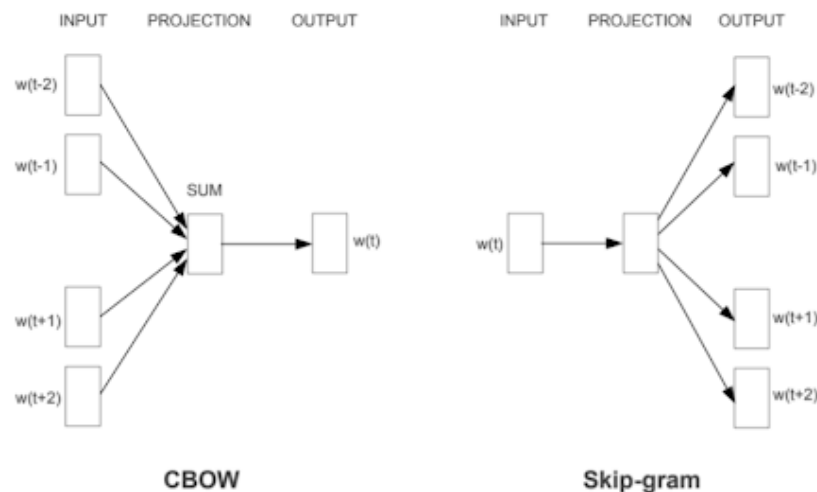 INPUT PROJECTION OUTPUT
w(t-2)
w(t-1)
SUM
w(t)
w(t+1)
w(t+2)
CBOW
INPUT PROJECTION OUTPUT
w(t-2)
w(t-1)
w(t)
w(t+1)
w(t+2)
Skip-gram